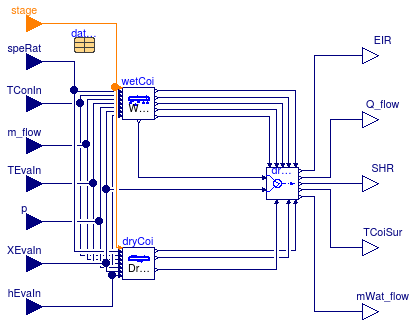 stage
dat...
speRat
EIR
wetCoi
W...
TConIn
Q_flow
m_flow
dr...
TEvaIn
SHR
p
dryCoi
Dr...
TCoiSur
XEvaIn
hEvaIn
mWat_flow